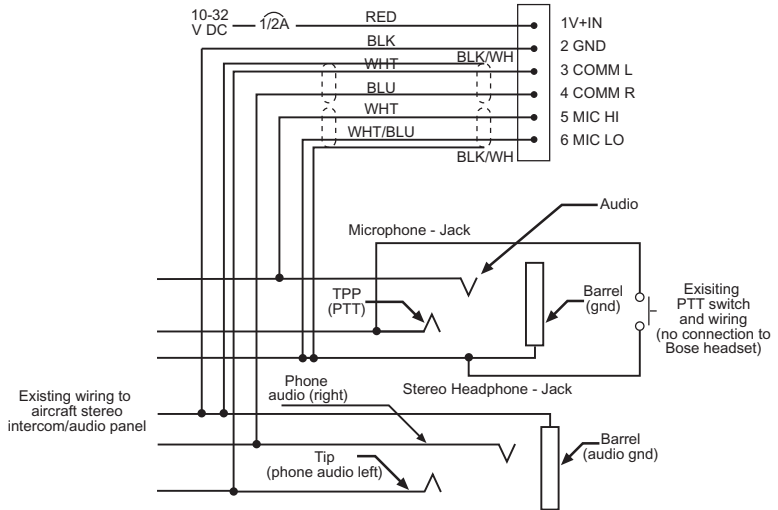 10-32
V DC
1/2A
RED
1V+IN
BLK
2 GND
BLK/WH
WHT
3 COMM L
BLU
4 COMM R
WHT
5 MIC HI
WHT/BLU
6 MIC LO
BLK/WH
Audio
Microphone - Jack
TPP
(PTT)
Barrel
(gnd)
Exisiting
PTT switch
and wiring
(no connection to
Bose headset)
Phone
audio (right)
Stereo Headphone - Jack
Existing wiring to
aircraft stereo
intercom/audio panel
Tip
(phone audio left)
Barrel
(audio gnd)